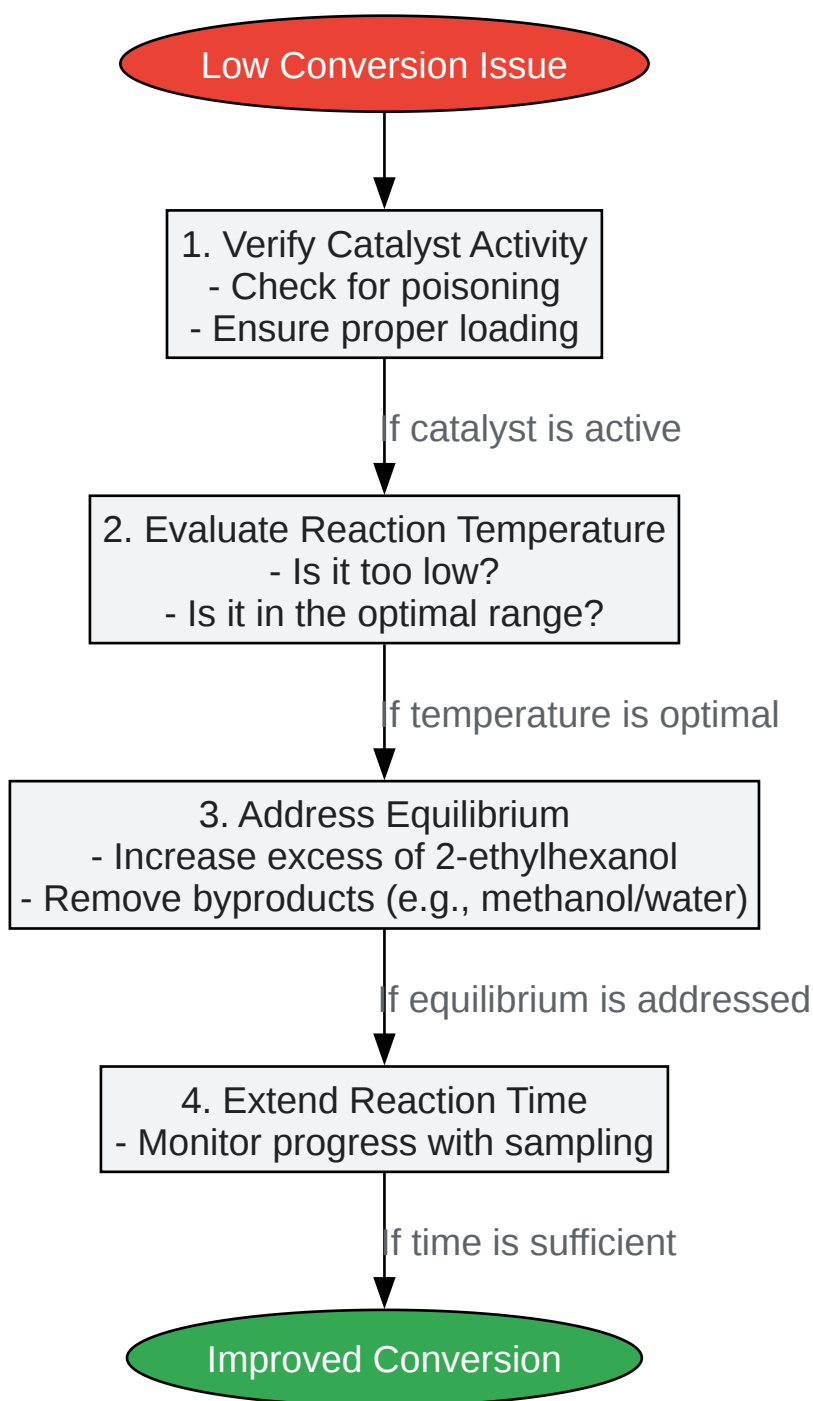 Low Conversion Issue
1. Verify Catalyst Activity
- Check for poisoning
- Ensure proper loading
If catalyst is active
2. Evaluate Reaction Temperature
- Is it too low?
- Is it in the optimal range?
If temperature is optimal
3. Address Equilibrium
- Increase excess of 2-ethylhexanol
- Remove byproducts (e.g., methanol/water)
If equilibrium is addressed
4. Extend Reaction Time
- Monitor progress with sampling
If time is sufficient
Improved Conversion